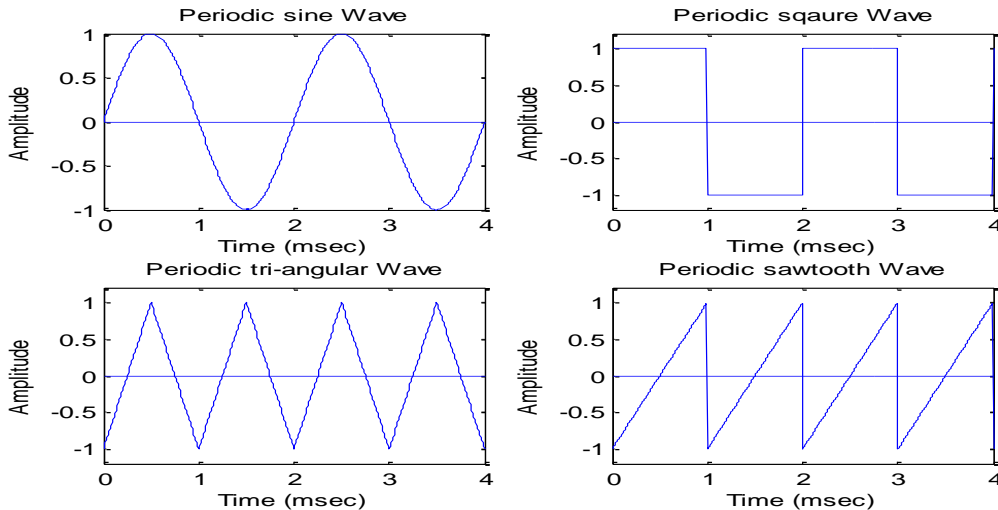 Periodic sine Wave
1
0.5
0
-0.5
-1
Amplitude
0 1 2 3 4
Time (msec)
Periodic sqaure Wave
1
0.5
0
-0.5
-1
Amplitude
0 1 2 3 4
Time (msec)
Periodic tri-angular Wave
1
0.5
0
-0.5
-1
Amplitude
0 1 2 3 4
Time (msec)
Periodic sawtooth Wave
1
0.5
0
-0.5
-1
Amplitude
0 1 2 3 4
Time (msec)